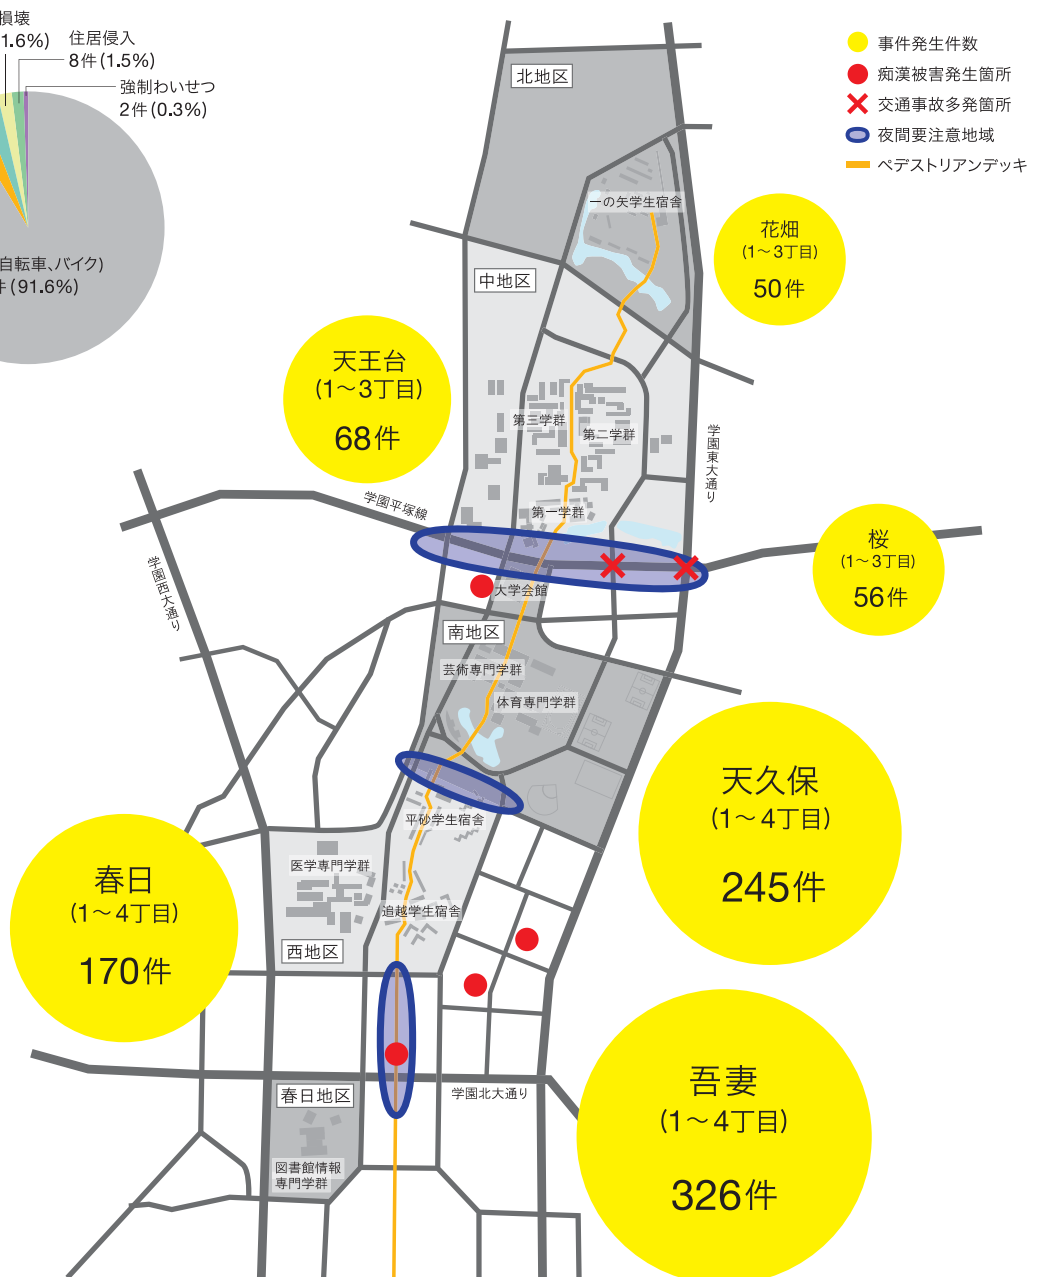 損壊
1.6%)
住居侵入
8件(1.5%)
強制わいせつ
2件(0.3%)
自転車、バイク)
件(91.6%)
事件発生件数
痴漢被害発生箇所
交通事故多発箇所
夜間要注意地域
ペデストリアンデッキ
北地区
一の矢学生宿舎
花畑
(1〜3丁目)
50件
中地区
天王台
(1〜3丁目)
68件
第三学群
第二学群
学園東大通り
学園平塚線
第一学群
桜
(1〜3丁目)
56件
学園西大通り
大学会館
南地区
芸術専門学群
体育専門学群
天久保
(1〜4丁目)
245件
平砂学生宿舎
医学専門学群
春日
(1〜4丁目)
170件
追越学生宿舎
西地区
吾妻
(1〜4丁目)
326件
春日地区
学園北大通り
図書館情報
専門学群